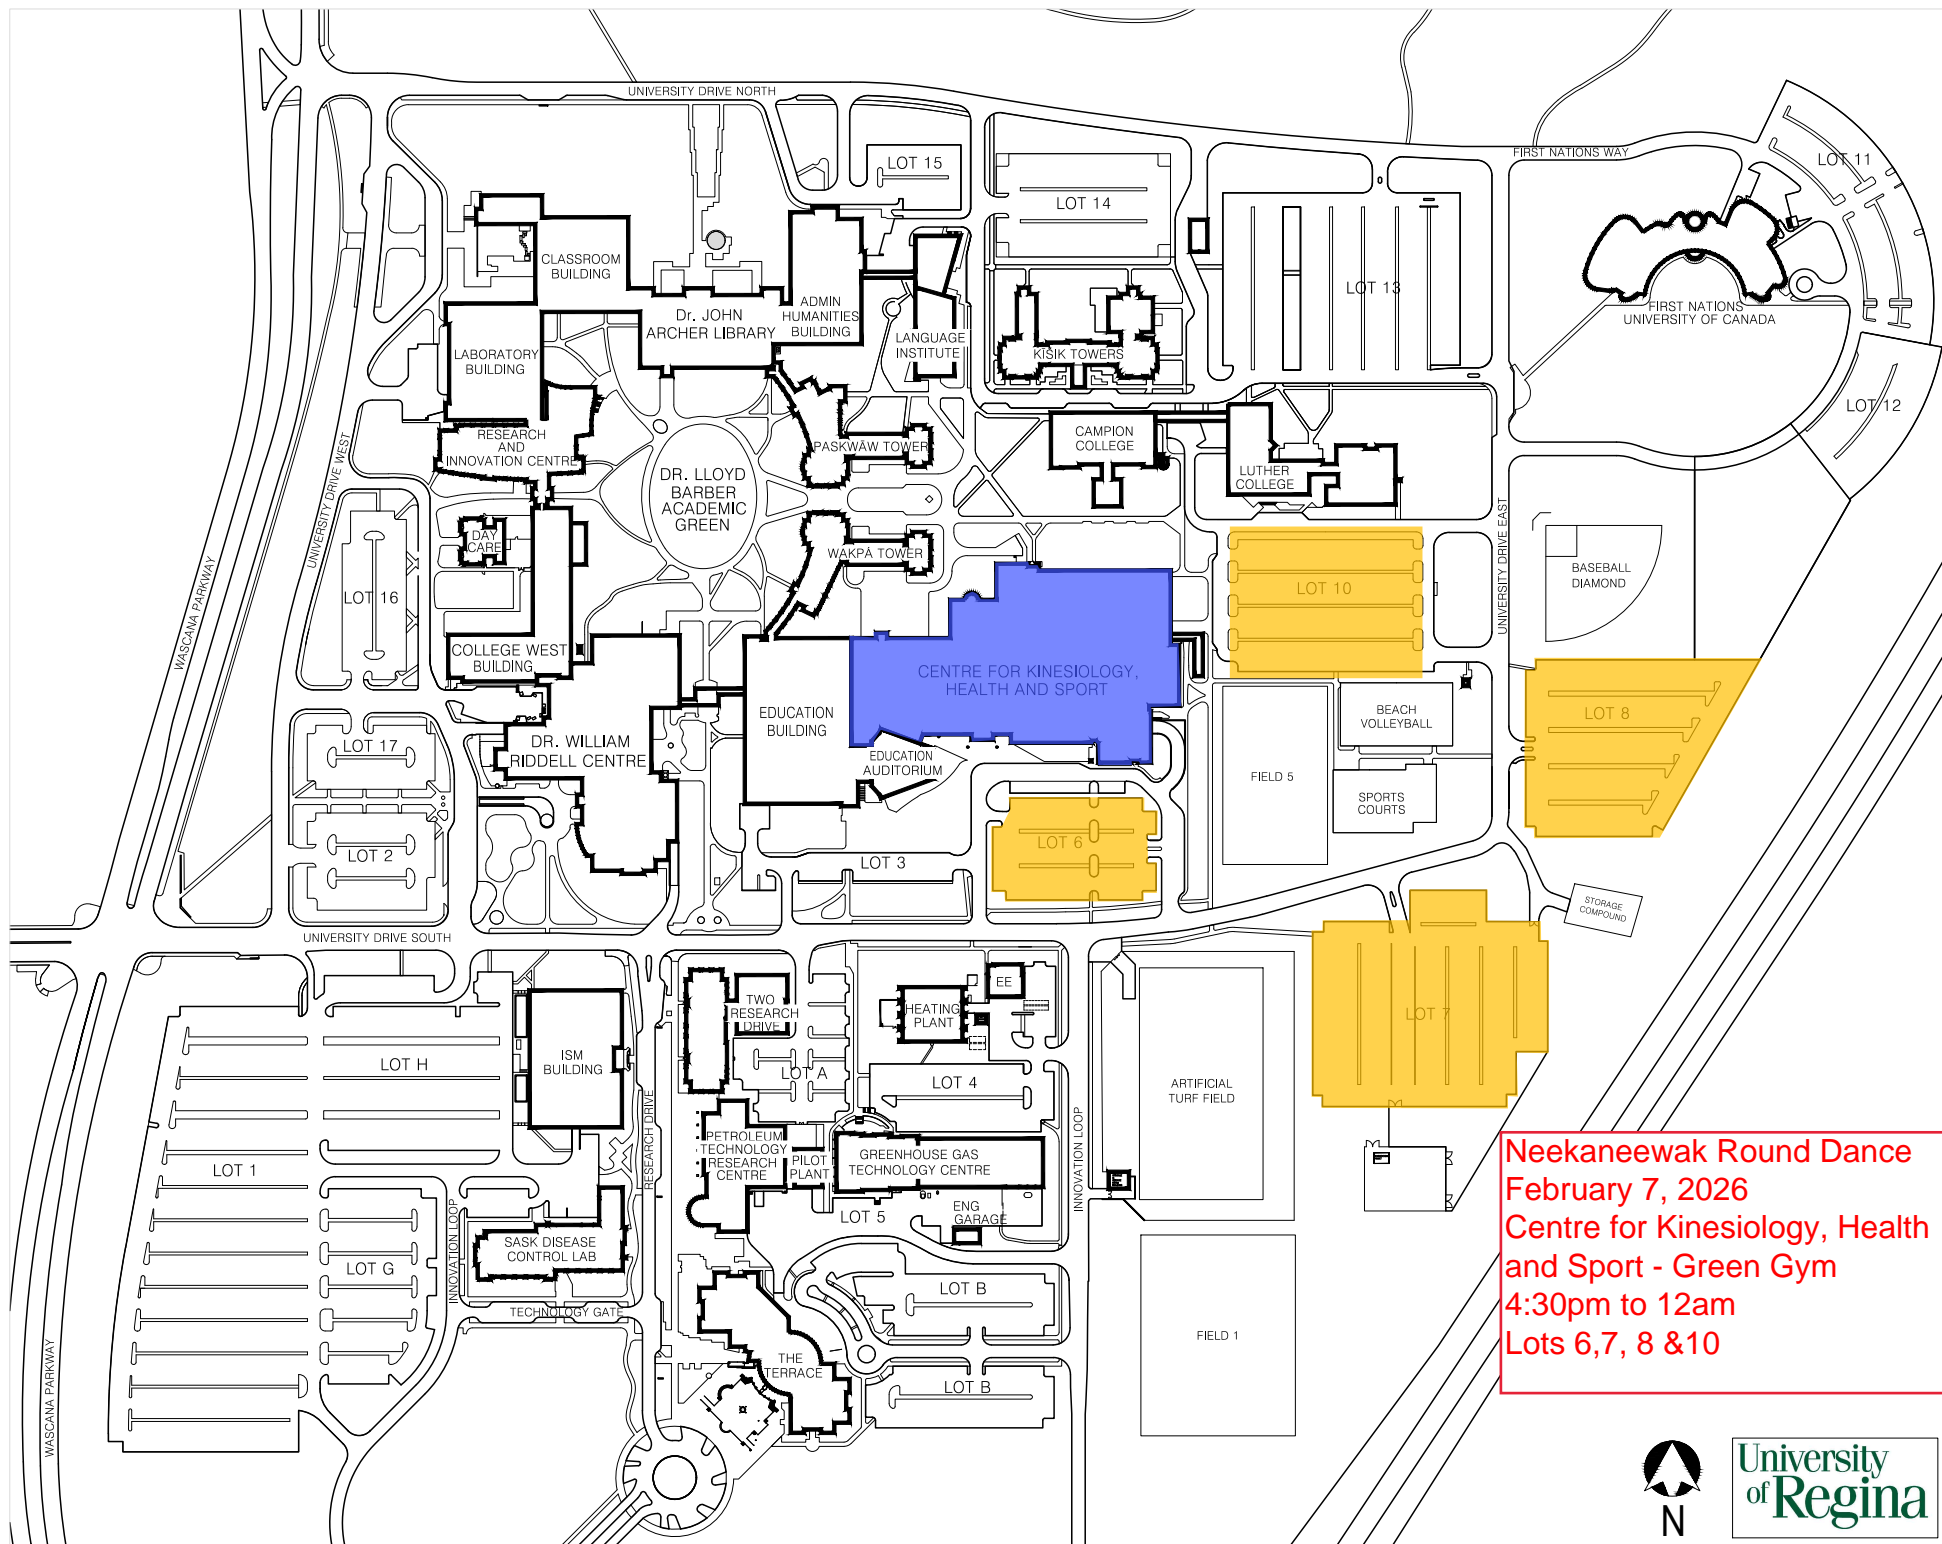 UNIVERSITY DRIVE NORTH
FIRST NATIONS WAY
LOT 11
LOT 15
LOT 14
CLASSROOM
BUILDING
LOT 13
ADMIN
HUMANITIES
BUILDING
Dr. JOHN
ARCHER LIBRARY
FIRST NATIONS
UNIVERSITY OF CANADA
LANGUAGE
INSTITUTE
KĪSIK TOWERS
LABORATORY
BUILDING
LOT 12
RESEARCH
AND
INNOVATION CENTRE
PASKWĀW TOWER
CAMPION
COLLEGE
LUTHER
COLLEGE
UNIVERSITY DRIVE WEST
DR. LLOYD
BARBER
ACADEMIC
GREEN
DAY
CARE
WAKPÁ TOWER
UNIVERSITY DRIVE EAST
BASEBALL
DIAMOND
WASCANA PARKWAY
LOT 16
LOT 10
COLLEGE WEST
BUILDING
CENTRE FOR KINESIOLOGY,
HEALTH AND SPORT
EDUCATION
BUILDING
BEACH
VOLLEYBALL
LOT 8
LOT 17
DR. WILLIAM
RIDDELL CENTRE
EDUCATION
AUDITORIUM
FIELD 5
SPORTS
COURTS
LOT 2
LOT 3
LOT 6
STORAGE
COMPOUND
UNIVERSITY DRIVE SOUTH
TWO
RESEARCH
DRIVE
HEATING
PLANT
EE
LOT 7
ISM
BUILDING
LOT H
LOT A
LOT 4
ARTIFICIAL
TURF FIELD
RESEARCH DRIVE
INNOVATION LOOP
PETROLEUM
TECHNOLOGY
RESEARCH
CENTRE
PILOT
PLANT
GREENHOUSE GAS
TECHNOLOGY CENTRE
LOT 1
LOT 5
ENG
GARAGE
INNOVATION LOOP
SASK DISEASE
CONTROL LAB
LOT G
TECHNOLOGY GATE
LOT B
THE
TERRACE
LOT B
FIELD 1
WASCANA PARKWAY
Neekaneewak Round Dance
February 7, 2026
Centre for Kinesiology, Health
and Sport - Green Gym
4:30pm to 12am
Lots 6,7, 8 &10
N
University
of Regina